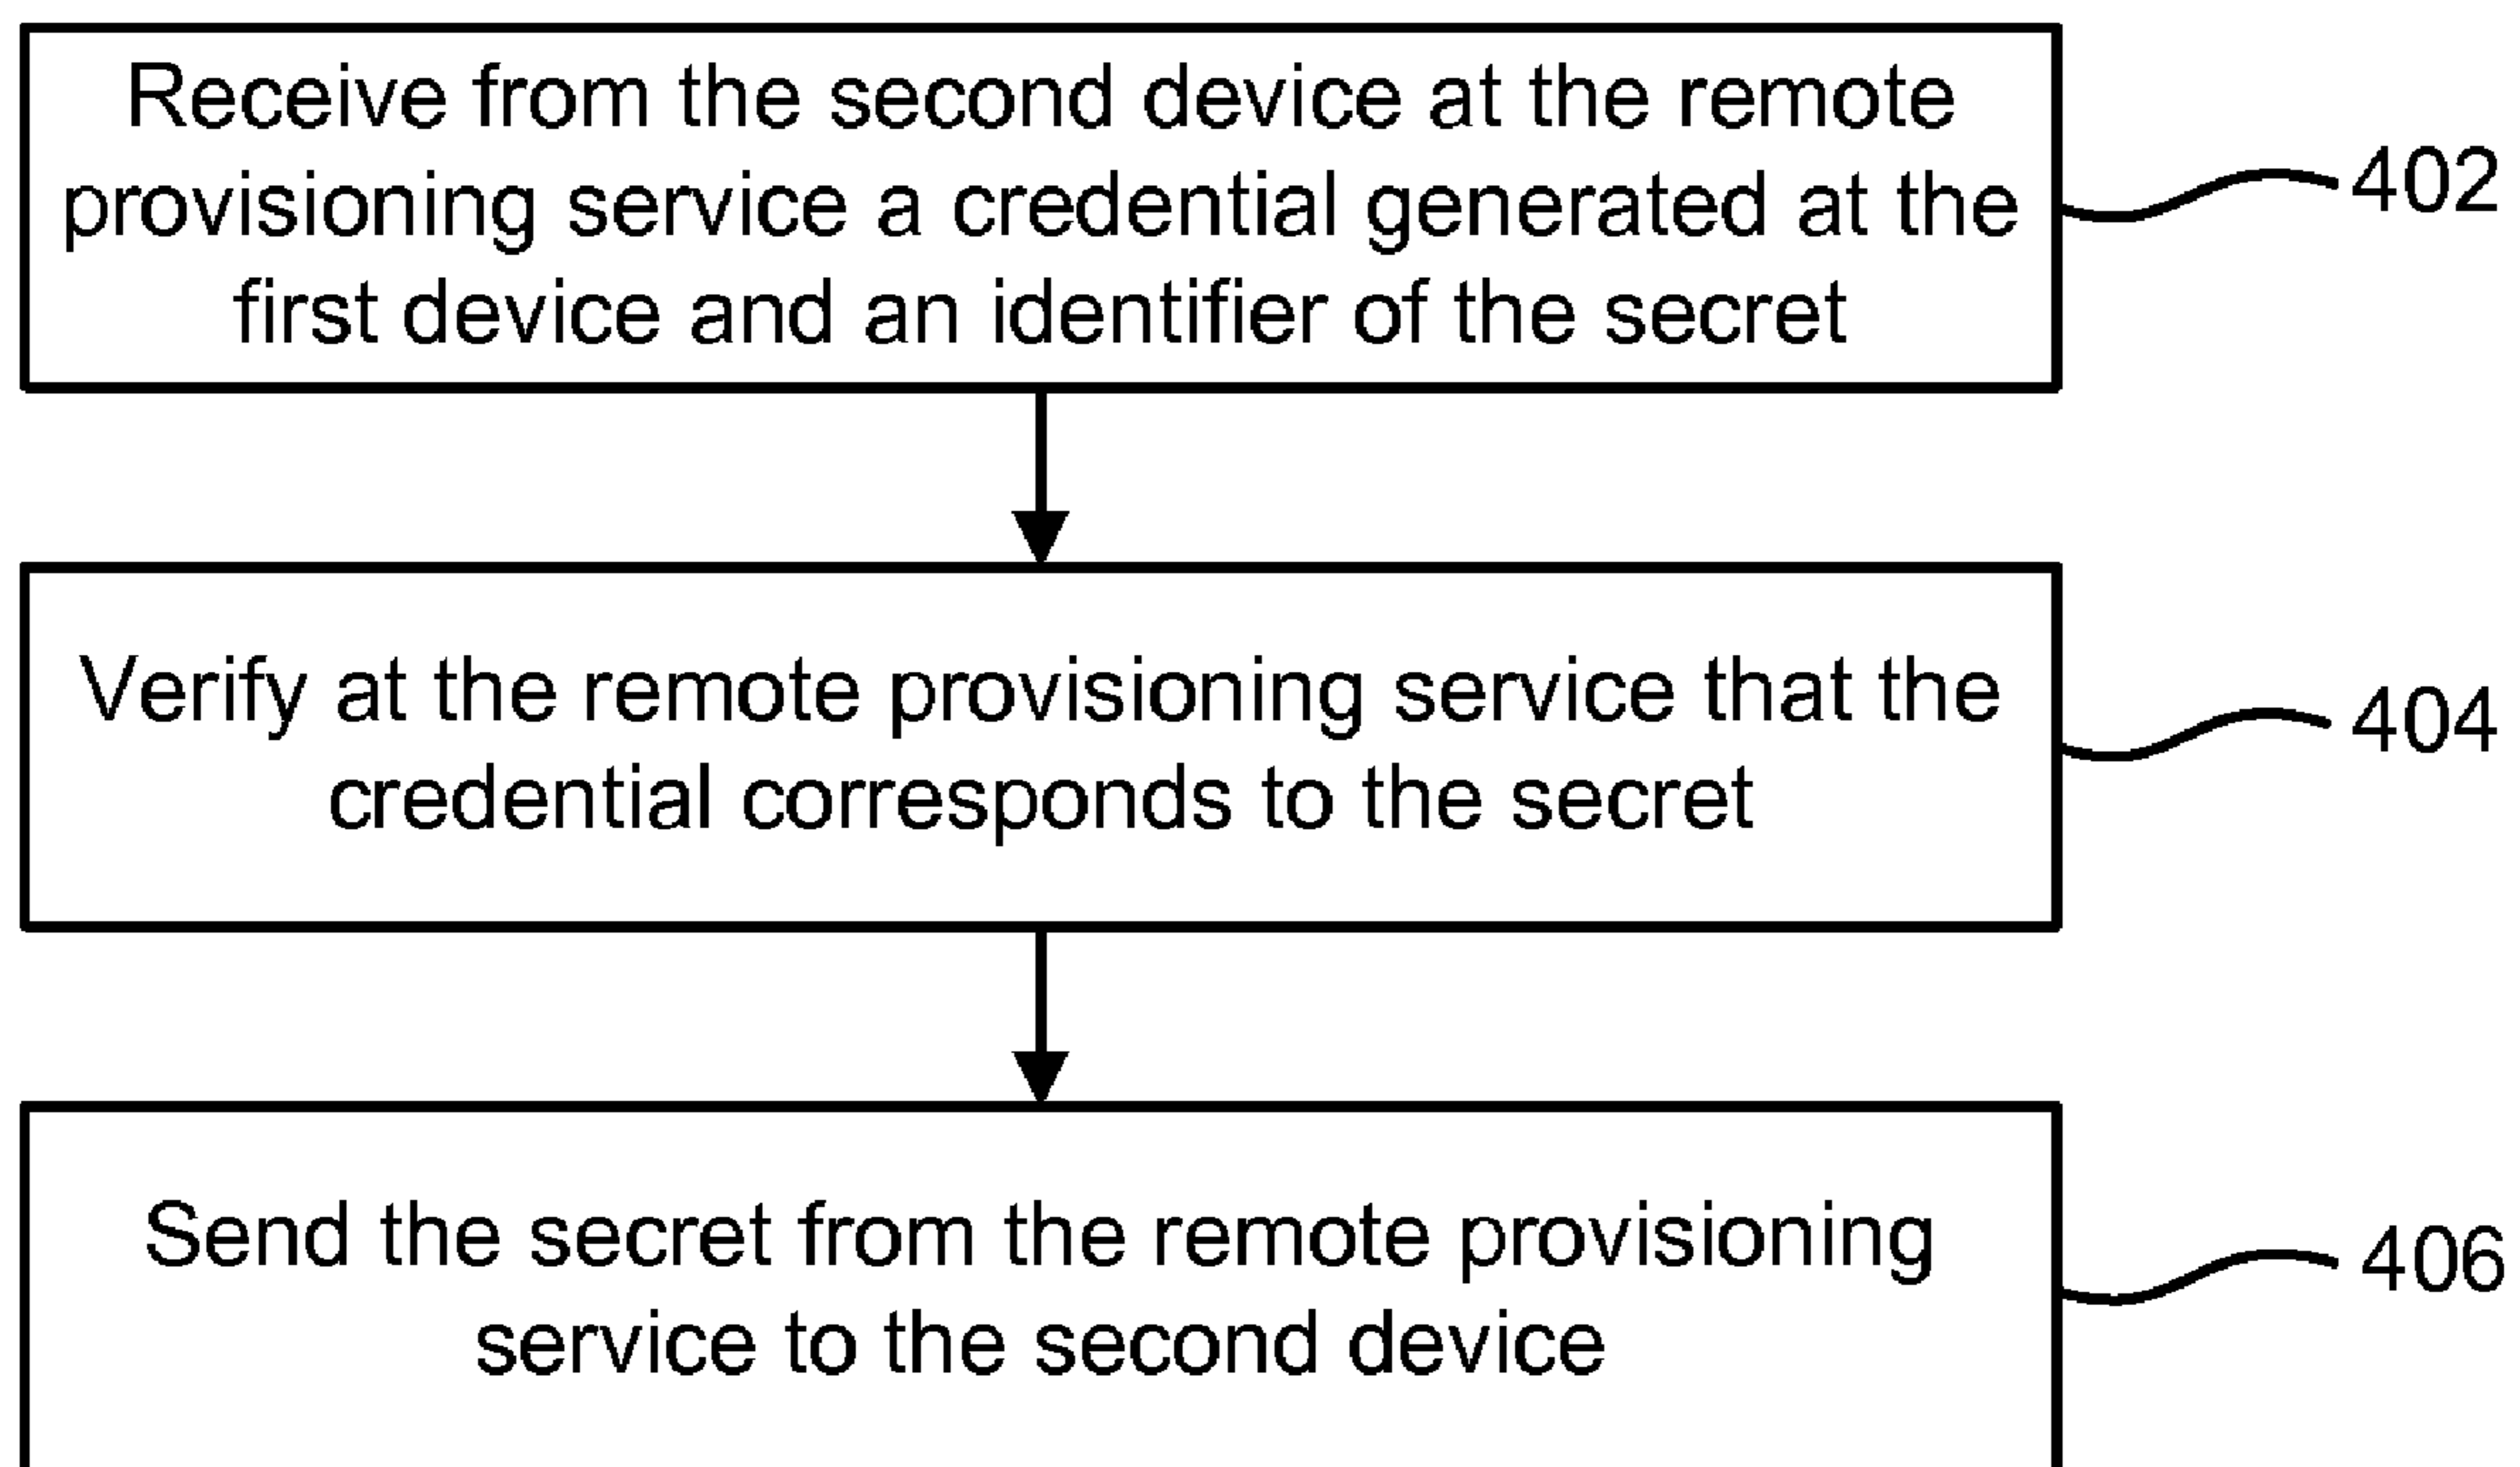 Receive from the second device at the remote
provisioning service a credential generated at the
first device and an identifier of the secret
402
Verify at the remote provisioning service that the
credential corresponds to the secret
404
Send the secret from the remote provisioning
service to the second device
406